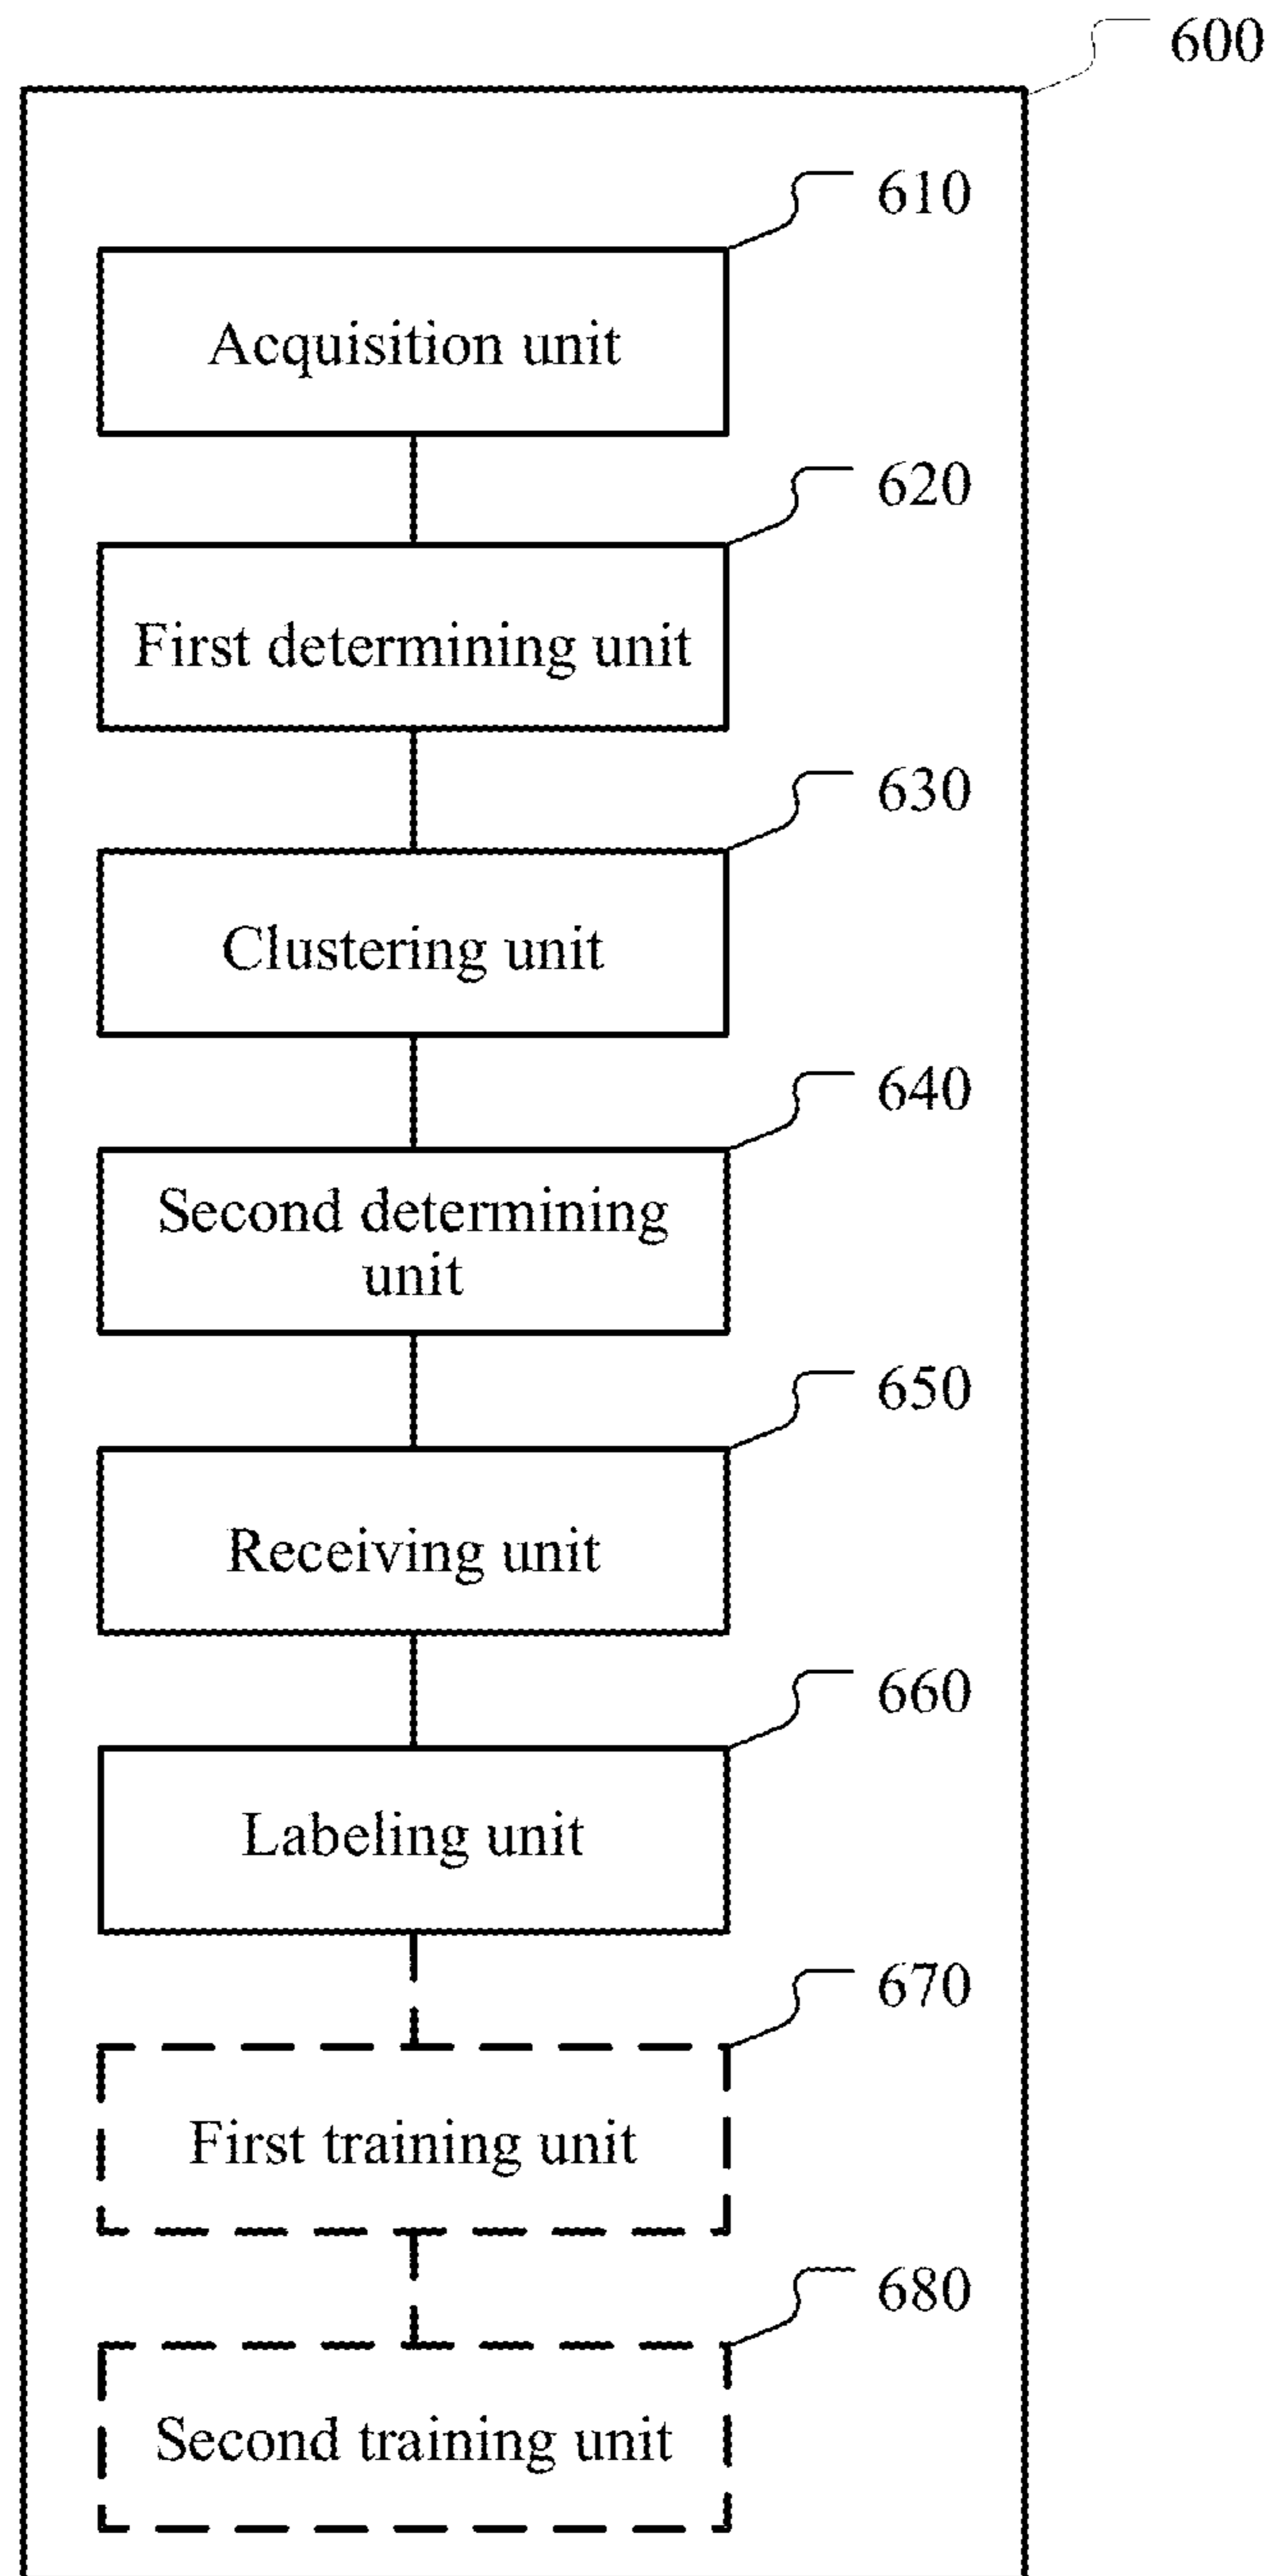 600
610
Acquisition unit
620
First determining unit
630
Clustering unit
640
Second determining
unit
650
Receiving unit
660
Labeling unit
670
First training unit
680
Second training unit